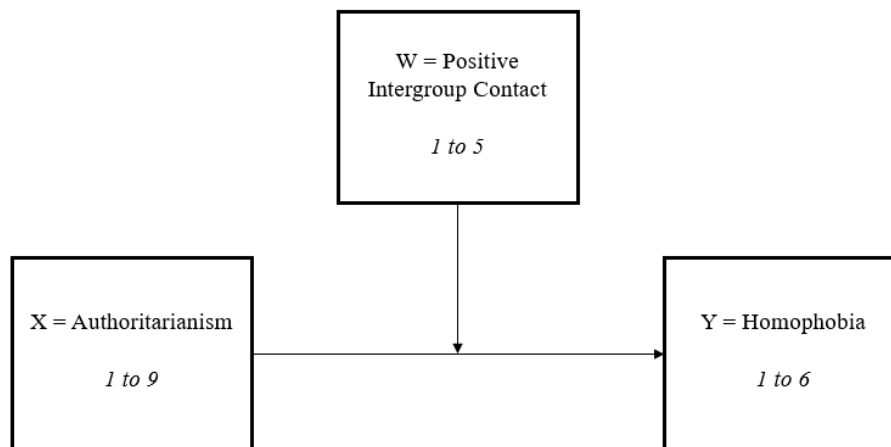 W = Positive
Intergroup Contact
1 to 5
X = Authoritarianism
1 to 9
Y = Homophobia
1 to 6